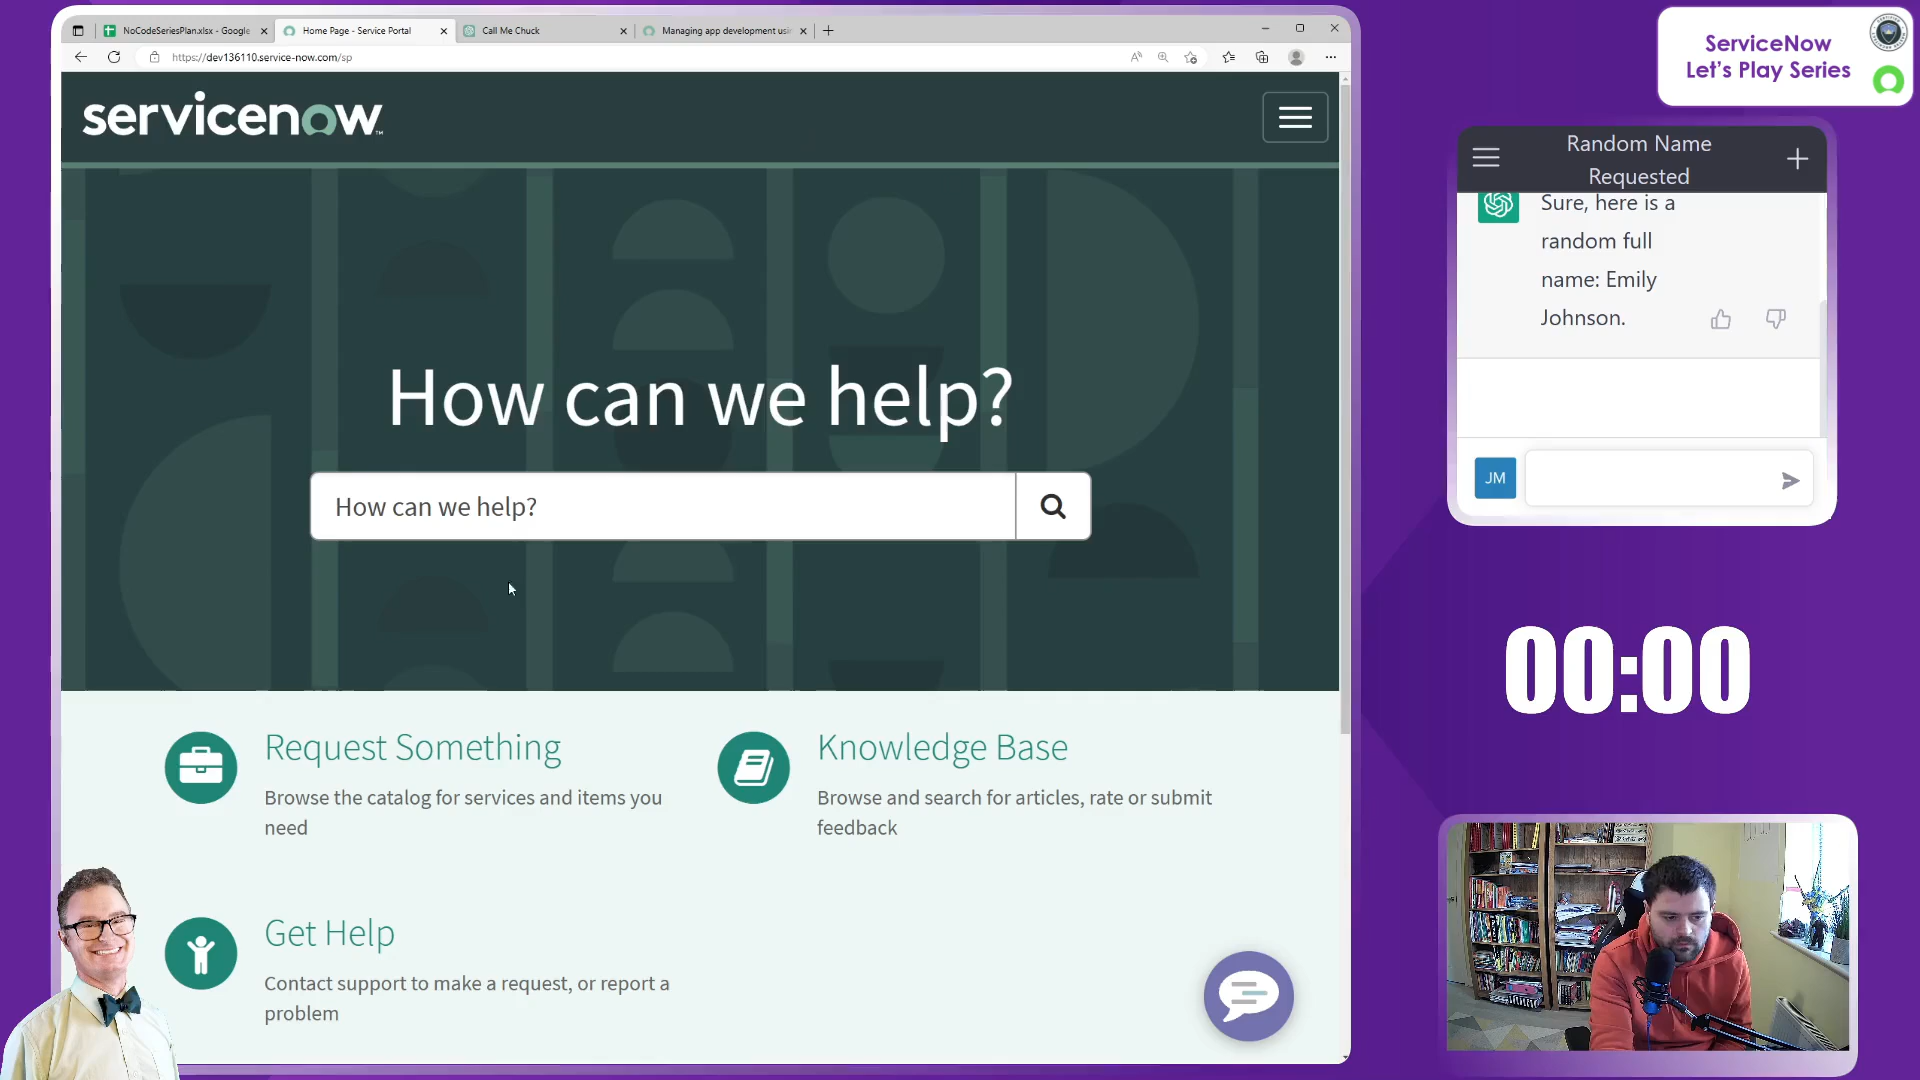 NoCodeSeriesPlan.xlsx - Google
Home Page - Service Portal
Call Me Chuck
Managing app development usi
https://dev136110.service-now.com/sp
servicenow
How can we help?
How can we help?
Request Something
Browse the catalog for services and items you
need
Knowledge Base
Browse and search for articles, rate or submit
feedback
Get Help
Contact support to make a request, or report a
problem
ServiceNow
Let's Play Series
Random Name
Requested
Sure, here is a
random full
name: Emily
Johnson.
JM
00:00